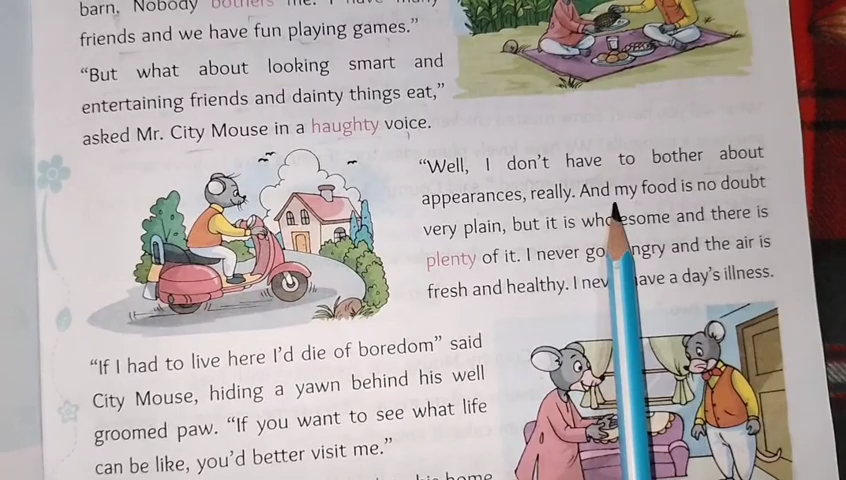 barn. Nobody bothers me. I have many
friends and we have fun playing games."
"But what about looking smart and
entertaining friends and dainty things eat,"
asked Mr. City Mouse in a haughty voice.
"Well, I don't have to bother about
appearances, really. And my food is no doubt
very plain, but it is wholesome and there is
plenty of it. I never go hungry and the air is
fresh and healthy. I never have a day's illness.
"If I had to live here I'd die of boredom" said
City Mouse, hiding a yawn behind his well
groomed paw. "If you want to see what life
can be like, you'd better visit me."
his home